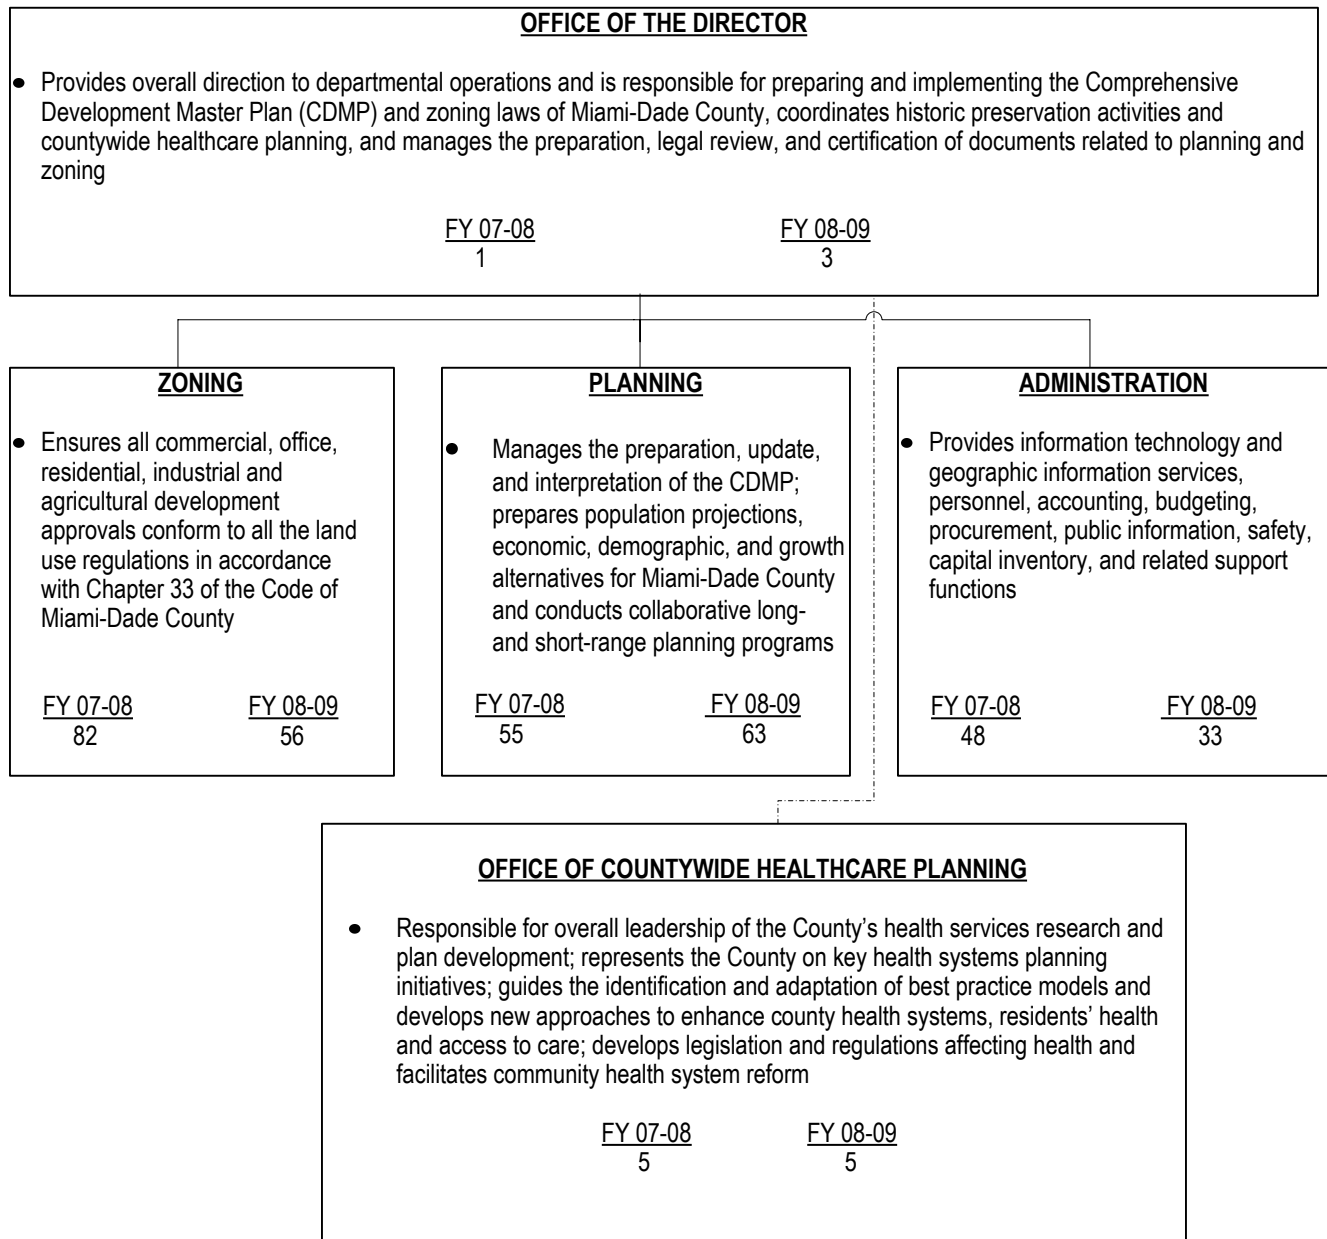 OFFICE OF THE DIRECTOR
• Provides overall direction to departmental operations and is responsible for preparing and implementing the Comprehensive
Development Master Plan (CDMP) and zoning laws of Miami-Dade County, coordinates historic preservation activities and
countywide healthcare planning, and manages the preparation, legal review, and certification of documents related to planning and
zoning
FY 07-08 FY 08-09
1 3
ZONING
• Ensures all commercial, office,
residential, industrial and
agricultural development
approvals conform to all the land
use regulations in accordance
with Chapter 33 of the Code of
Miami-Dade County
FY 07-08 FY 08-09
82 56
PLANNING
• Manages the preparation, update,
and interpretation of the CDMP;
prepares population projections,
economic, demographic, and growth
alternatives for Miami-Dade County
and conducts collaborative long-
and short-range planning programs
FY 07-08 FY 08-09
55 63
ADMINISTRATION
• Provides information technology and
geographic information services,
personnel, accounting, budgeting,
procurement, public information, safety,
capital inventory, and related support
functions
FY 07-08 FY 08-09
48 33
OFFICE OF COUNTYWIDE HEALTHCARE PLANNING
• Responsible for overall leadership of the County’s health services research and
plan development; represents the County on key health systems planning
initiatives; guides the identification and adaptation of best practice models and
develops new approaches to enhance county health systems, residents’ health
and access to care; develops legislation and regulations affecting health and
facilitates community health system reform
FY 07-08 FY 08-09
5 5